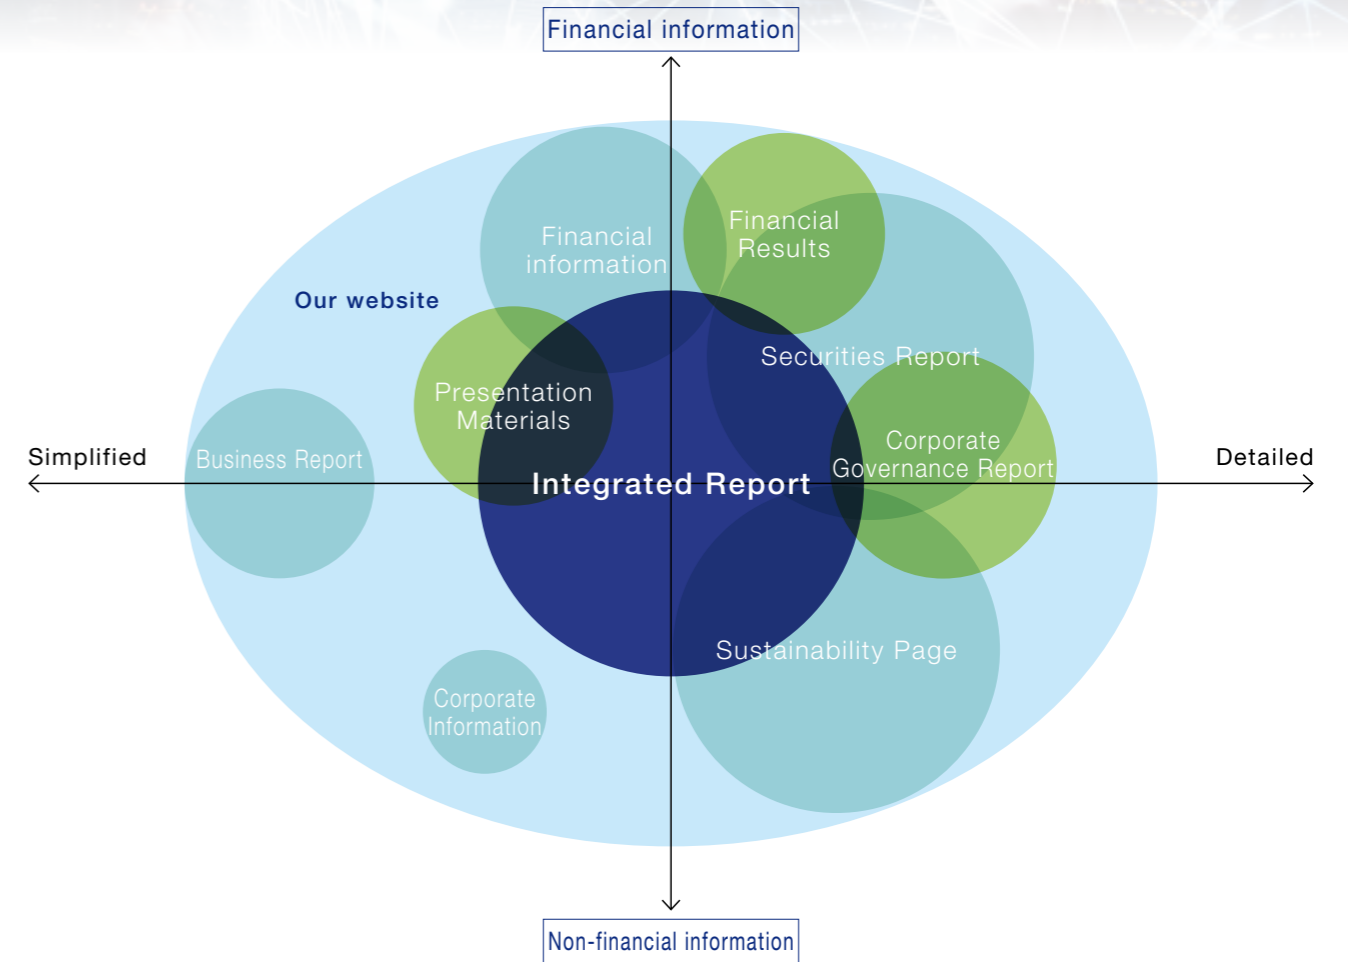 Financial information
Financial
Results
Financial
information
Our website
Securities Report
Presentation
Materials
Corporate
Governance Report
Simplified
Business Report
Detailed
Integrated Report
Sustainability Page
Corporate
Information
Non-financial information